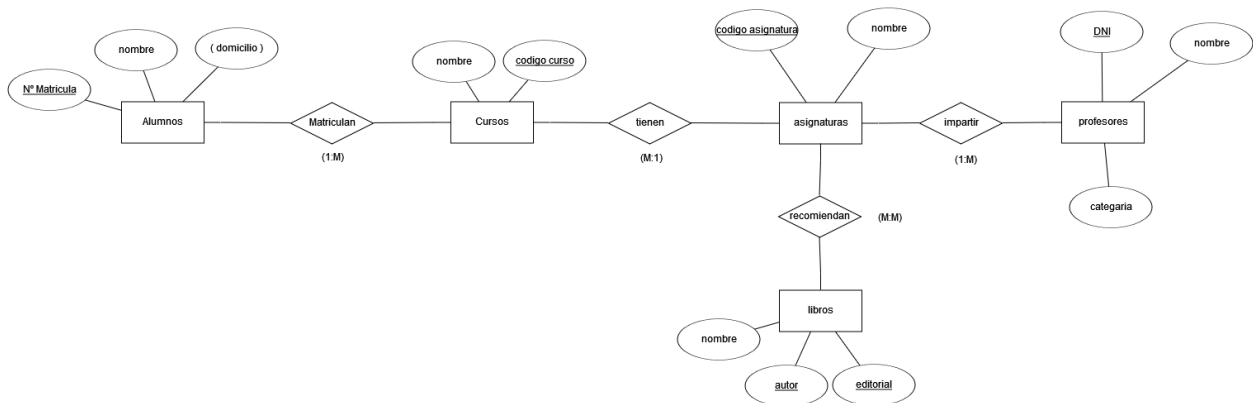 codigo asignatura
nombre
DNI
nombre
nombre
( domicilio )
nombre
codigo curso
Nº Matricula
Alumnos
Matriculan
Cursos
tienen
asignaturas
impartir
profesores
(1:M)
(M:1)
(1:M)
categaria
recomiendan
(M:M)
libros
nombre
autor
editorial